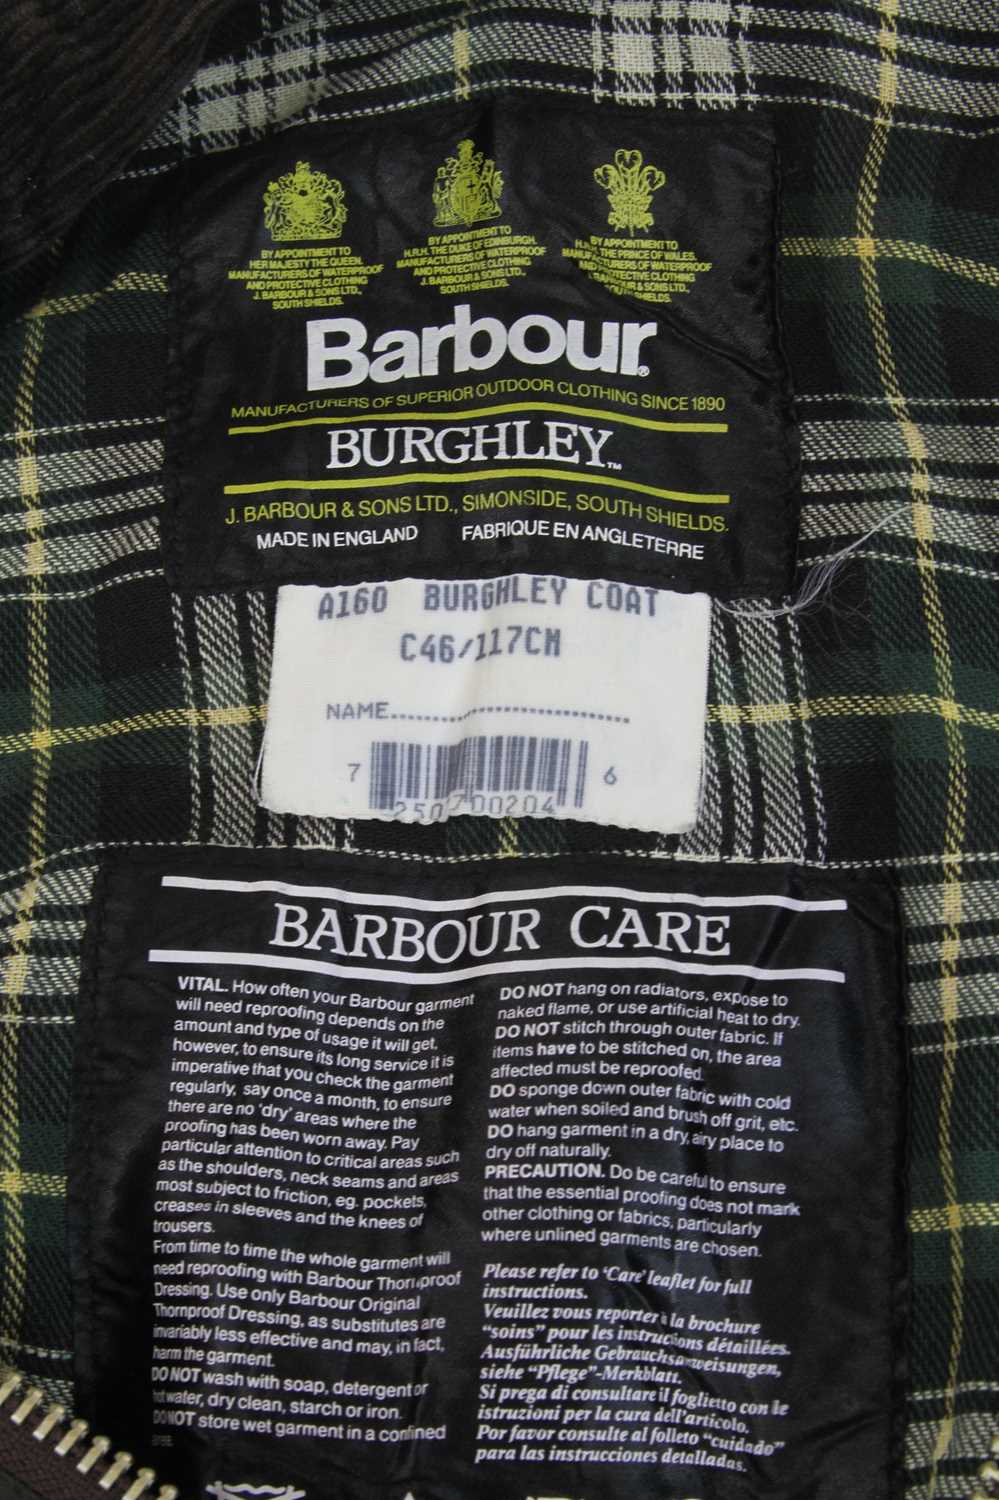 BY APPOINTMENT TO
HER MAJESTY THE QUEEN.
MANUFACTURERS OF WATERPROOF
AND PROTECTIVE CLOTHING
J. BARBOUR & SONS LTD.,
SOUTH SHIELDS.
BY APPOINTMENT TO
H.R.H. THE DUKE OF EDINBURGH.
MANUFACTURERS OF WATERPROOF
AND PROTECTIVE CLOTHING
J. BARBOUR & SONS LTD.,
SOUTH SHIELDS.
BY APPOINTMENT TO
H.R.H. THE PRINCE OF WALES.
MANUFACTURERS OF WATERPROOF
AND PROTECTIVE CLOTHING
J. BARBOUR & SONS LTD.,
SOUTH SHIELDS.
Barbour®
MANUFACTURERS OF SUPERIOR OUTDOOR CLOTHING SINCE 1890
BURGHLEY™
J. BARBOUR & SONS LTD., SIMONSIDE, SOUTH SHIELDS.
MADE IN ENGLAND FABRIQUE EN ANGLETERRE
A160 BURGHLEY COAT
C46/117CM
NAME..............................
7 6
BARBOUR CARE
VITAL. How often your Barbour garment
will need reproofing depends on the
amount and type of usage it will get,
however, to ensure its long service it is
imperative that you check the garment
regularly, say once a month, to ensure
there are no 'dry' areas where the
proofing has been worn away. Pay
particular attention to critical areas such
as the shoulders, neck seams and areas
most subject to friction, eg. pockets,
creases in sleeves and the knees of
trousers.
From time to time the whole garment will
need reproofing with Barbour Thornproof
Dressing. Use only Barbour Original
Thornproof Dressing, as substitutes are
invariably less effective and may, in fact,
harm the garment.
DO NOT wash with soap, detergent or
hot water, dry clean, starch or iron.
DO NOT store wet garment in a confined
DO NOT hang on radiators, expose to
naked flame, or use artificial heat to dry.
DO NOT stitch through outer fabric. If
items have to be stitched on, the area
affected must be reproofed.
DO sponge down outer fabric with cold
water when soiled and brush off grit, etc.
DO hang garment in a dry, airy place to
dry off naturally.
PRECAUTION. Do be careful to ensure
that the essential proofing does not mark
other clothing or fabrics, particularly
where unlined garments are chosen.
Please refer to 'Care' leaflet for full
instructions.
Veuillez vous reporter à la brochure
"soins" pour les instructions détaillées.
Ausführliche Gebrauchsanweisungen,
siehe "Pflege"-Merkblatt.
Si prega di consultare il foglietto con le
istruzioni per la cura dell'articolo.
Por favor consulte al folleto "cuidado"
para las instrucciones detalladas.